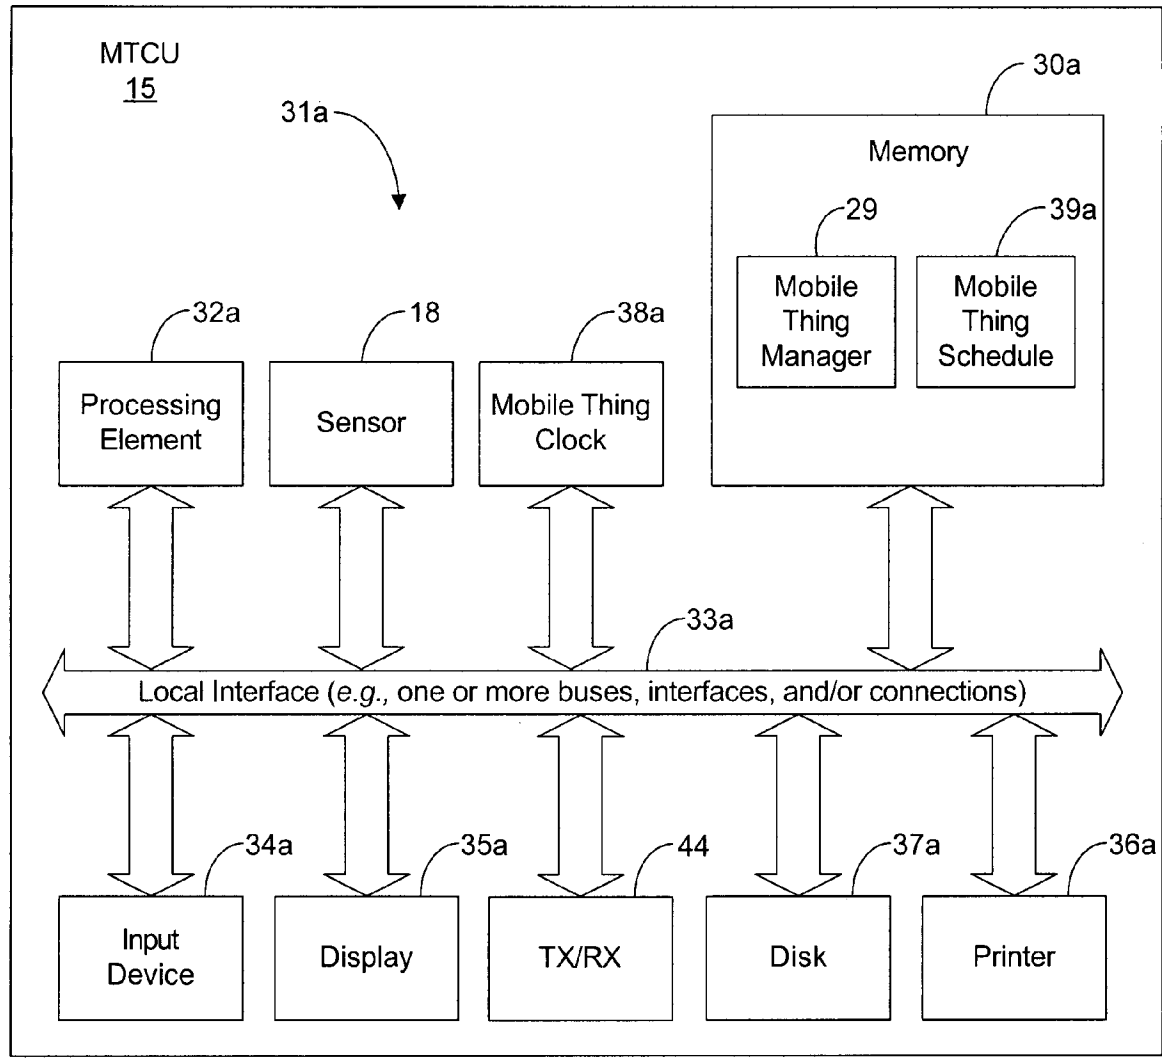 MTCU
15
31a
30a
Memory
29
39a
Mobile
Thing
Manager
Mobile
Thing
Schedule
32a
18
38a
Processing
Element
Sensor
Mobile Thing
Clock
33a
Local Interface (e.g., one or more buses, interfaces, and/or connections)
34a
35a
44
37a
36a
Input
Device
Display
TX/RX
Disk
Printer